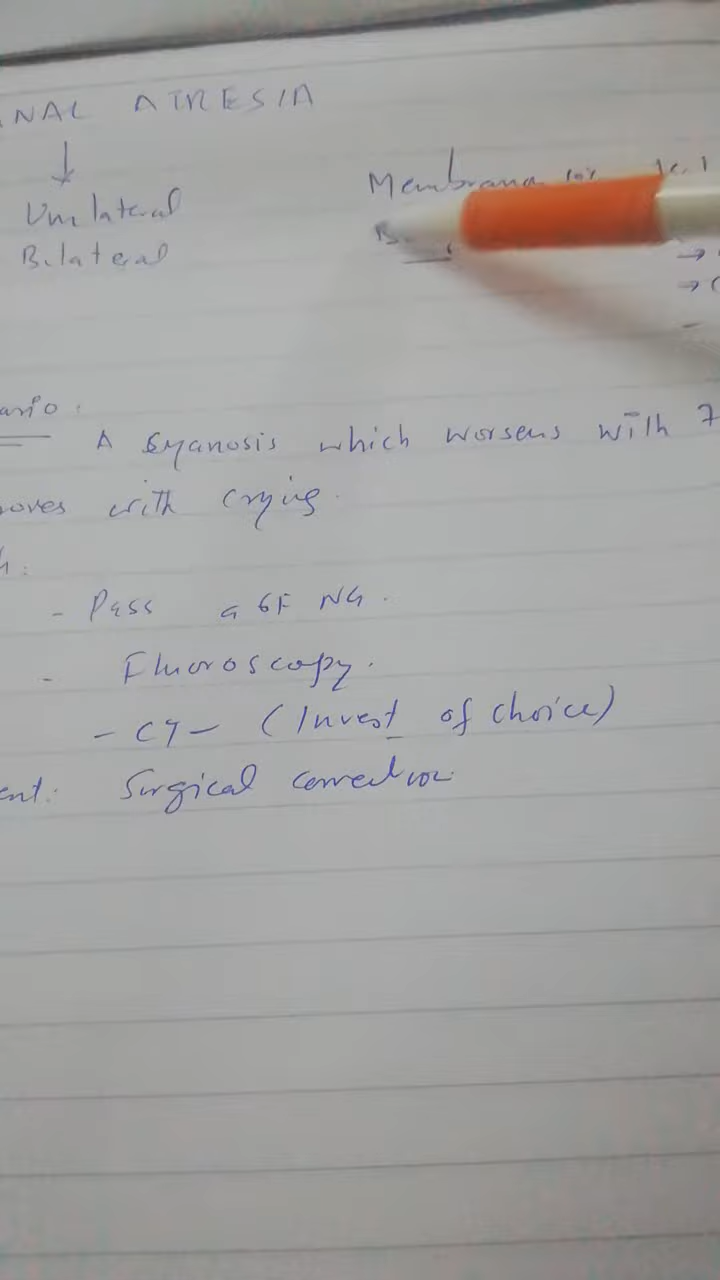 NAL ATRESIA
↓
Unilateral
Bilateral
→
→
A cyanosis which worsens with
oves with crying.
- Pass a 6F NG.
- Fluoroscopy.
- CT - (Invest of choice)
ent: Surgical correction.